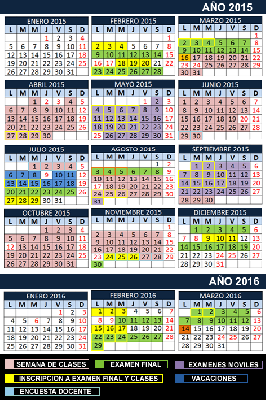 AÑO 2015
ENERO 2015
L M M J V S D
1 2 3 4
5 6 7 8 9 10 11
12 13 14 15 16 17 18
19 20 21 22 23 24 25
26 27 28 29 30 31
FEBRERO 2015
L M M J V S D
1
2 3 4 5 6 7 8
9 10 11 12 13 14 15
16 17 18 19 20 21 22
23 24 25 26 27 28
MARZO 2015
L M M J V S D
1
2 3 4 5 6 7 8
9 10 11 12 13 14 15
16 17 18 19 20 21 22
23 24 25 26 27 28 29
30 31
ABRIL 2015
L M M J V S D
1 2 3 4 5
6 7 8 9 10 11 12
13 14 15 16 17 18 19
20 21 22 23 24 25 26
27 28 29 30
MAYO 2015
L M M J V S D
1 2 3
4 5 6 7 8 9 10
11 12 13 14 15 16 17
18 19 20 21 22 23 24
25 26 27 28 29 30 31
JUNIO 2015
L M M J V S D
1 2 3 4 5 6 7
8 9 10 11 12 13 14
15 16 17 18 19 20 21
22 23 24 25 26 27 28
29 30
JULIO 2015
L M M J V S D
1 2 3 4 5
6 7 8 9 10 11 12
13 14 15 16 17 18 19
20 21 22 23 24 25 26
27 28 29 30 31
AGOSTO 2015
L M M J V S D
1 2
3 4 5 6 7 8 9
10 11 12 13 14 15 16
17 18 19 20 21 22 23
24 25 26 27 28 29 30
31
SEPTIEMBRE 2015
L M M J V S D
1 2 3 4 5 6
7 8 9 10 11 12 13
14 15 16 17 18 19 20
21 22 23 24 25 26 27
28 29 30
OCTUBRE 2015
L M M J V S D
1 2 3 4
5 6 7 8 9 10 11
12 13 14 15 16 17 18
19 20 21 22 23 24 25
26 27 28 29 30 31
NOVIEMBRE 2015
L M M J V S D
1
2 3 4 5 6 7 8
9 10 11 12 13 14 15
16 17 18 19 20 21 22
23 24 25 26 27 28 29
30
DICIEMBRE 2015
L M M J V S D
1 2 3 4 5 6
7 8 9 10 11 12 13
14 15 16 17 18 19 20
21 22 23 24 25 26 27
28 29 30 31
AÑO 2016
ENERO 2016
L M M J V S D
1 2 3
4 5 6 7 8 9 10
11 12 13 14 15 16 17
18 19 20 21 22 23 24
25 26 27 28 29 30 31
FEBRERO 2016
L M M J V S D
1 2 3 4 5 6 7
8 9 10 11 12 13 14
15 16 17 18 19 20 21
22 23 24 25 26 27 28
29
MARZO 2016
L M M J V S D
1 2 3 4 5 6
7 8 9 10 11 12 13
14 15 16 17 18 19 20
21 22 23 24 25 26 27
28 29 30 31
SEMANA DE CLASES
EXAMEN FINAL
EXAMENES MOVILES
INSCRIPCION A EXAMEN FINAL Y CLASES
VACACIONES
ENCUESTA DOCENTE